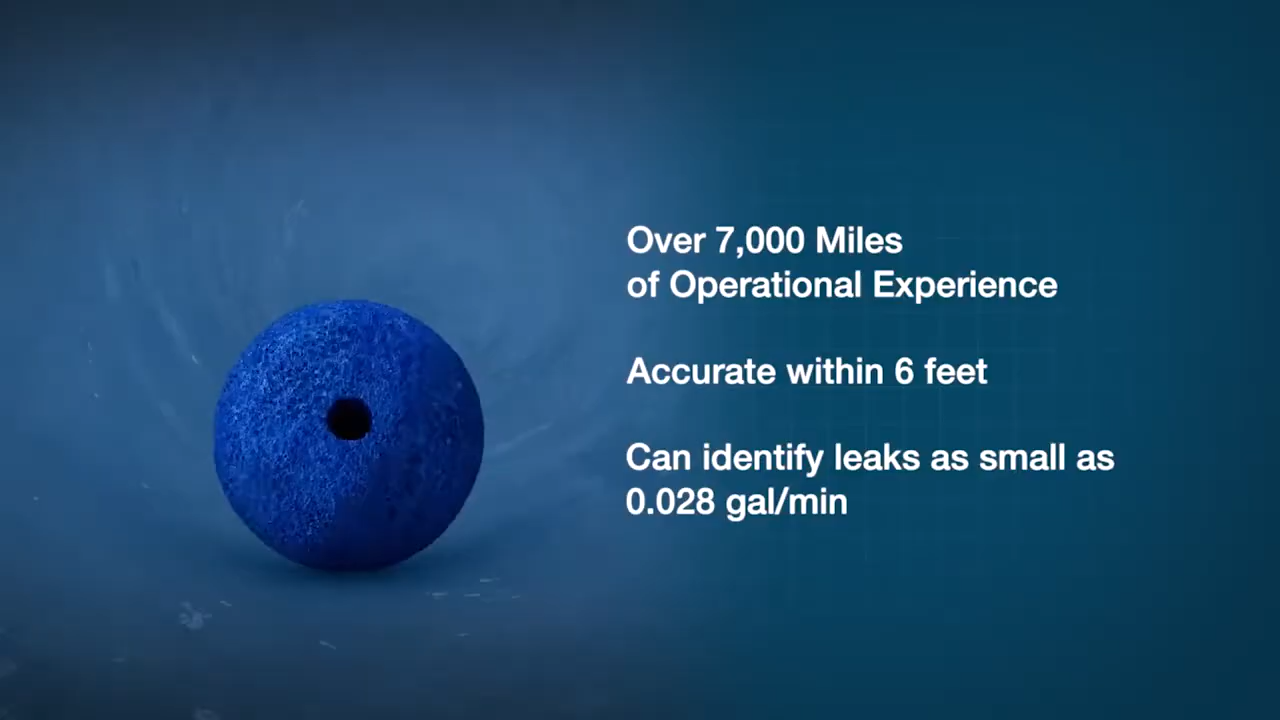 Over 7,000 Miles
of Operational Experience
Accurate within 6 feet
Can identify leaks as small as
0.028 gal/min